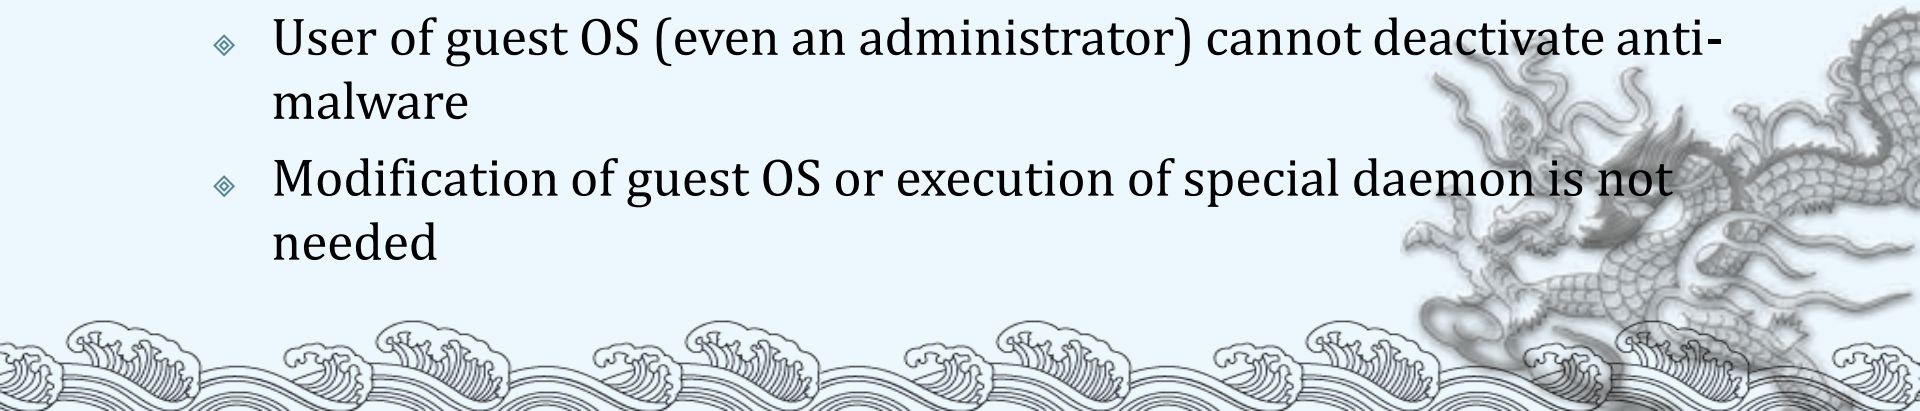 User of guest OS (even an administrator) cannot deactivate anti-
malware
Modification of guest OS or execution of special daemon is not
needed